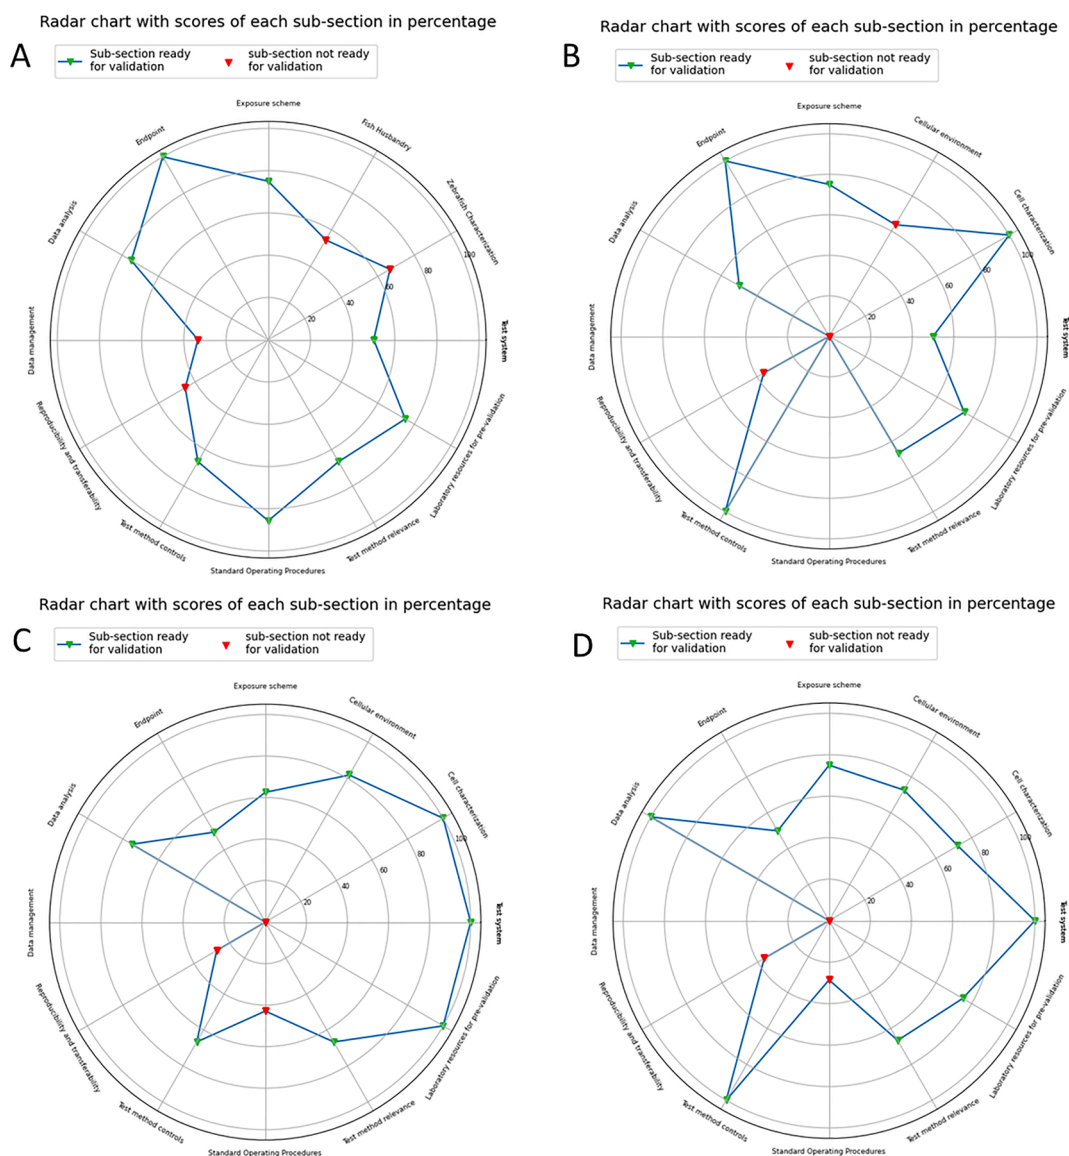 Radar chart with scores of each sub-section in percentage
A
Sub-section ready
for validation
sub-section not ready
for validation
Exposure scheme
Fish Husbandry
Zebrafish Characterization
Test system
Laboratory resources for pre-validation
Test method relevance
Standard Operating Procedures
Test method controls
Reproducibility and transferability
Data management
Data analysis
Endpoint
20
40
60
80
100
Radar chart with scores of each sub-section in percentage
B
Sub-section ready
for validation
sub-section not ready
for validation
Exposure scheme
Cellular environment
Cell characterization
Test system
Laboratory resources for pre-validation
Test method relevance
Standard Operating Procedures
Test method controls
Reproducibility and transferability
Data management
Data analysis
Endpoint
20
40
60
80
100
Radar chart with scores of each sub-section in percentage
C
Sub-section ready
for validation
sub-section not ready
for validation
Exposure scheme
Cellular environment
Cell characterization
Test system
Laboratory resources for pre-validation
Test method relevance
Standard Operating Procedures
Test method controls
Reproducibility and transferability
Data management
Data analysis
Endpoint
20
40
60
80
100
Radar chart with scores of each sub-section in percentage
D
Sub-section ready
for validation
sub-section not ready
for validation
Exposure scheme
Cellular environment
Cell characterization
Test system
Laboratory resources for pre-validation
Test method relevance
Standard Operating Procedures
Test method controls
Reproducibility and transferability
Data management
Data analysis
Endpoint
20
40
60
80
100